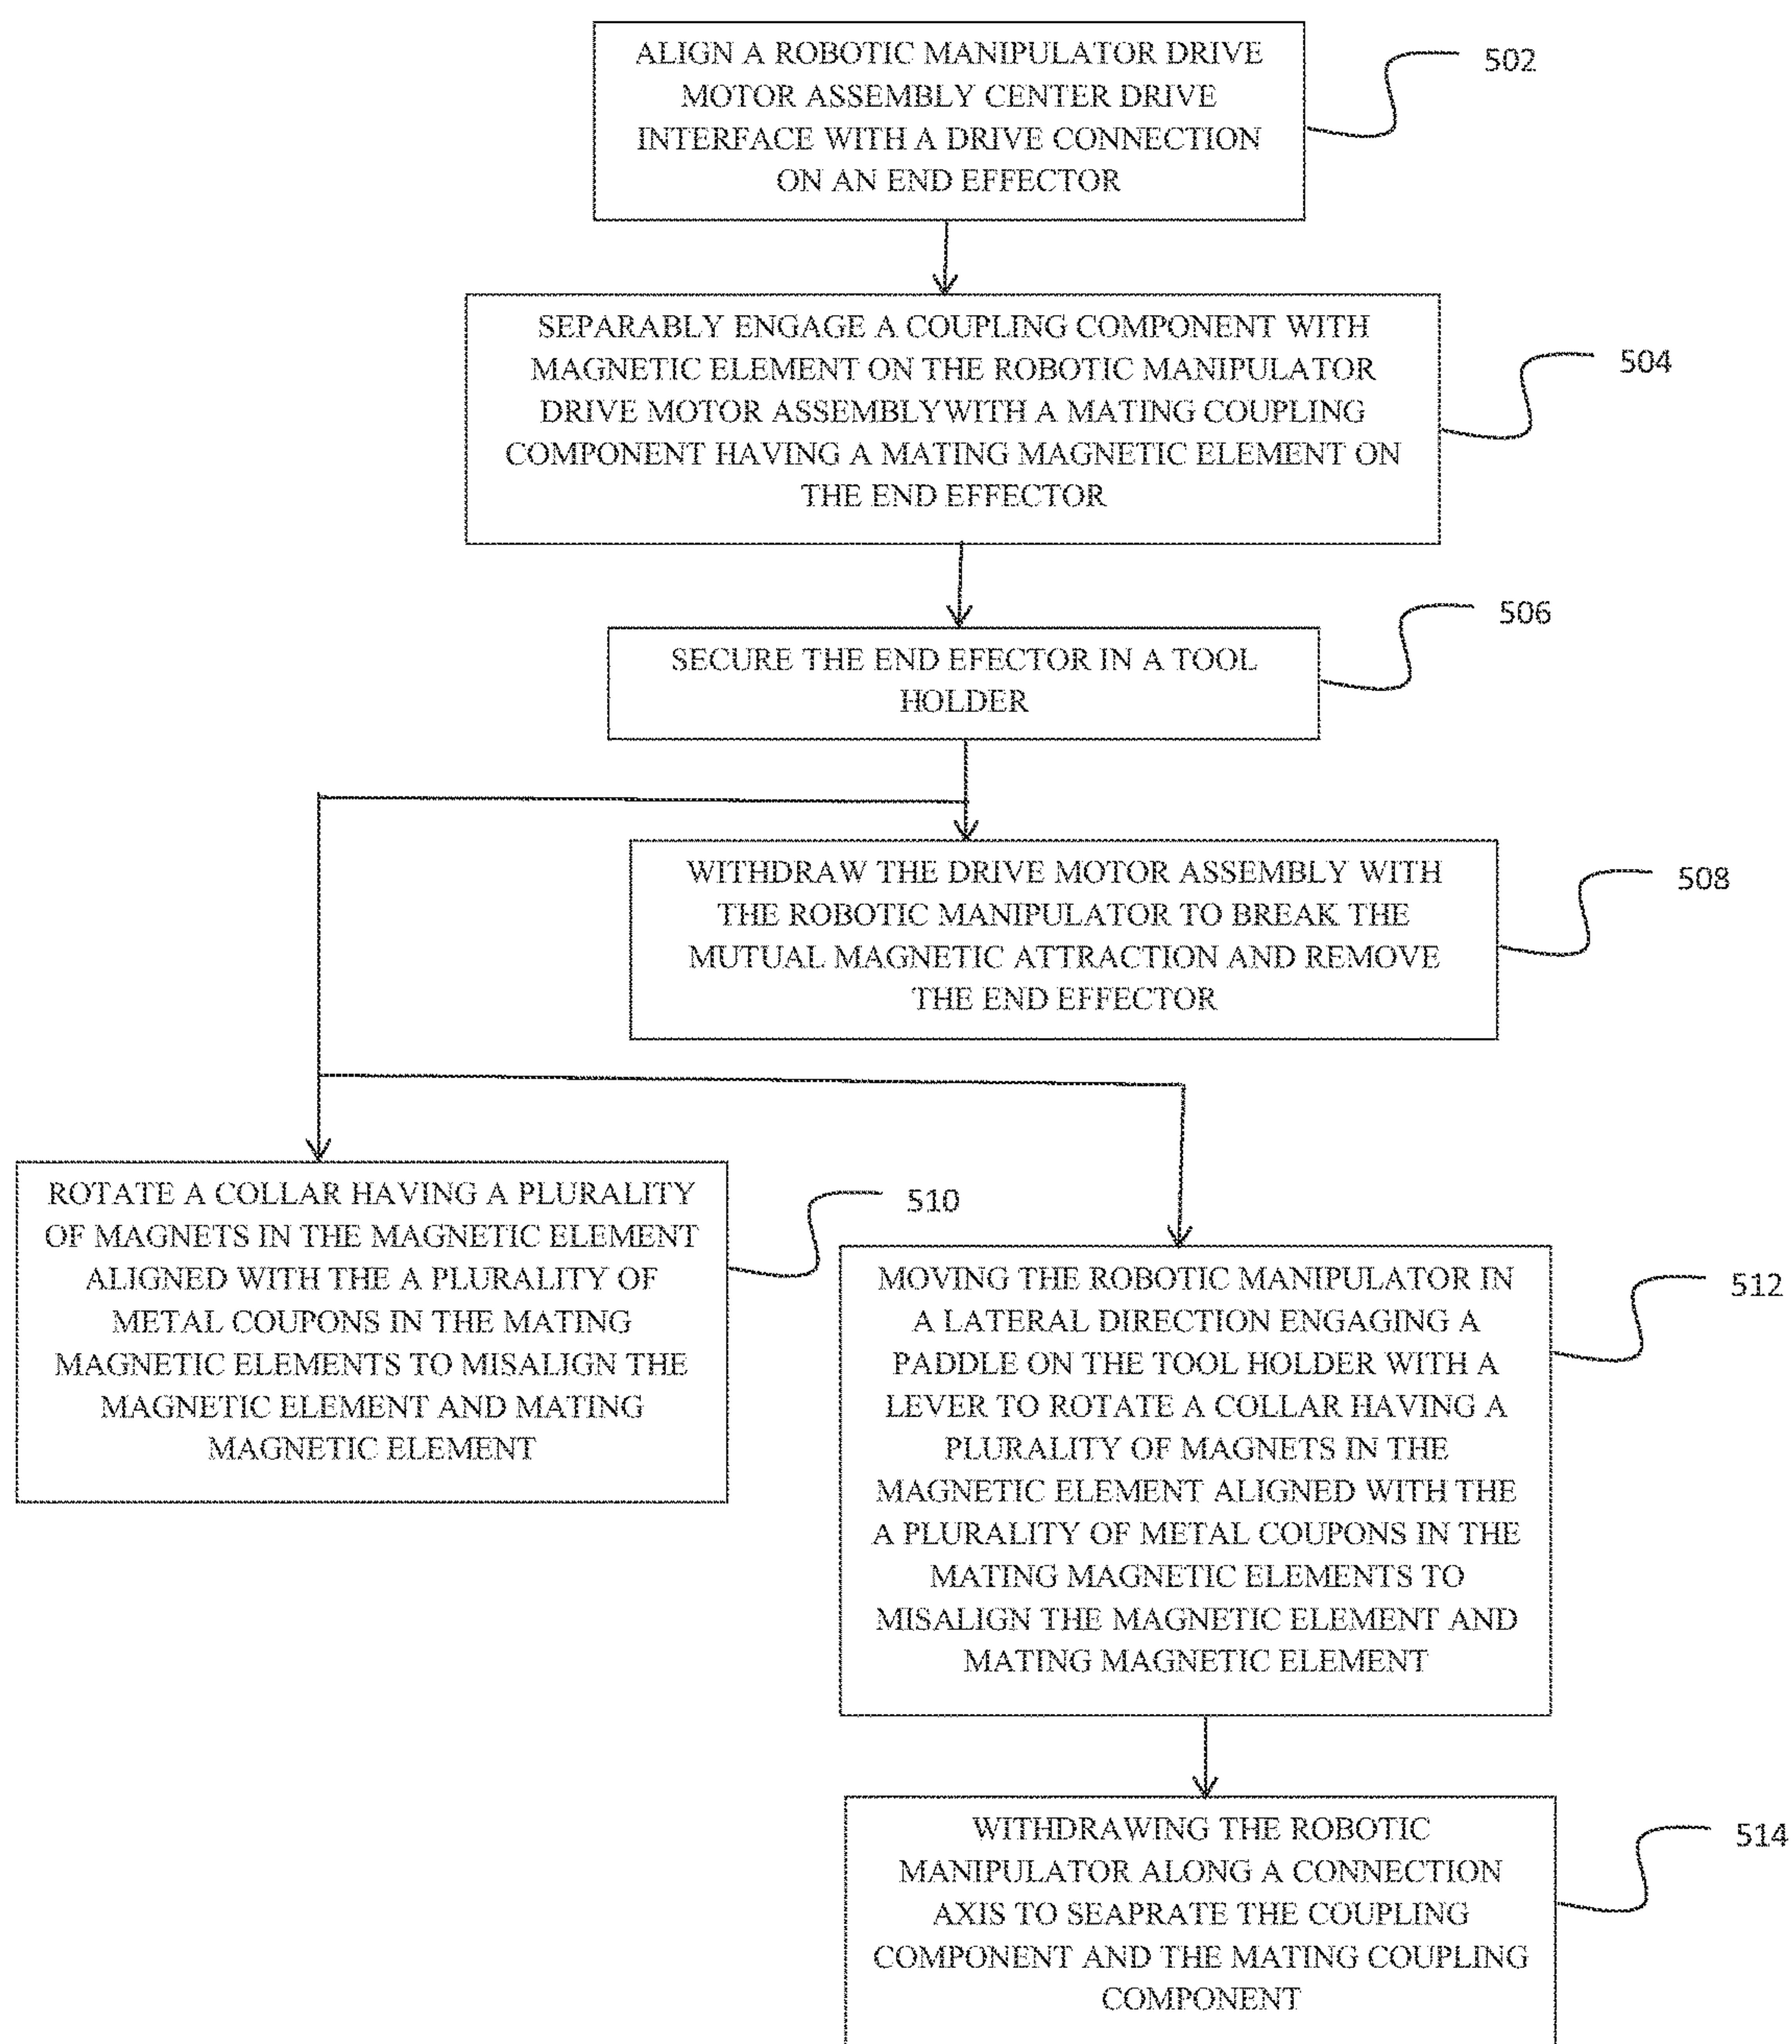 ALIGN A ROBOTIC MANIPULATOR DRIVE
MOTOR ASSEMBLY CENTER DRIVE
INTERFACE WITH A DRIVE CONNECTION
ON AN END EFFECTOR
502
SEPARABLY ENGAGE A COUPLING COMPONENT WITH
MAGNETIC ELEMENT ON THE ROBOTIC MANIPULATOR
DRIVE MOTOR ASSEMBLYWITH A MATING COUPLING
COMPONENT HAVING A MATING MAGNETIC ELEMENT ON
THE END EFFECTOR
504
SECURE THE END EFECTOR IN A TOOL
HOLDER
506
WITHDRAW THE DRIVE MOTOR ASSEMBLY WITH
THE ROBOTIC MANIPULATOR TO BREAK THE
MUTUAL MAGNETIC ATTRACTION AND REMOVE
THE END EFFECTOR
508
ROTATE A COLLAR HAVING A PLURALITY
OF MAGNETS IN THE MAGNETIC ELEMENT
ALIGNED WITH THE A PLURALITY OF
METAL COUPONS IN THE MATING
MAGNETIC ELEMENTS TO MISALIGN THE
MAGNETIC ELEMENT AND MATING
MAGNETIC ELEMENT
510
MOVING THE ROBOTIC MANIPULATOR IN
A LATERAL DIRECTION ENGAGING A
PADDLE ON THE TOOL HOLDER WITH A
LEVER TO ROTATE A COLLAR HAVING A
PLURALITY OF MAGNETS IN THE
MAGNETIC ELEMENT ALIGNED WITH THE
A PLURALITY OF METAL COUPONS IN THE
MATING MAGNETIC ELEMENTS TO
MISALIGN THE MAGNETIC ELEMENT AND
MATING MAGNETIC ELEMENT
512
WITHDRAWING THE ROBOTIC
MANIPULATOR ALONG A CONNECTION
AXIS TO SEAPRATE THE COUPLING
COMPONENT AND THE MATING COUPLING
COMPONENT
514